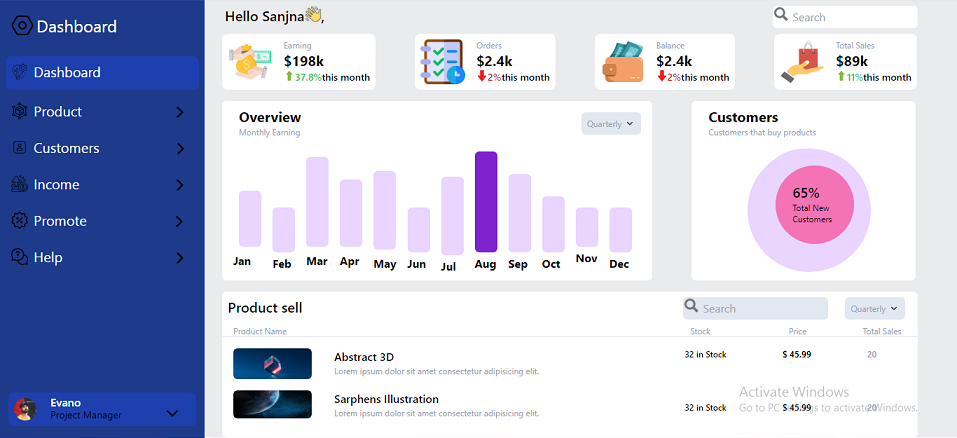 Dashboard
Dashboard
Product
Customers
Income
Promote
Help
Evano
Project Manager
Hello Sanjna👋,
Search
Earning
$198k
37.8%this month
Orders
$2.4k
2%this month
Balance
$2.4k
2%this month
Total Sales
$89k
11%this month
Overview
Monthly Earning
Quarterly
Jan Feb Mar Apr May Jun Jul Aug Sep Oct Nov Dec
Customers
Customers that buy products
65%
Total New
Customers
Product sell
Search
Quarterly
Product Name Stock Price Total Sales
Abstract 3D
Lorem ipsum dolor sit amet consectetur adipisicing elit.
32 in Stock $ 45.99 20
Sarphens Illustration
Lorem ipsum dolor sit amet consectetur adipisicing elit.
32 in Stock $ 45.99 20
Activate Windows
Go to PC settings to activate Windows.